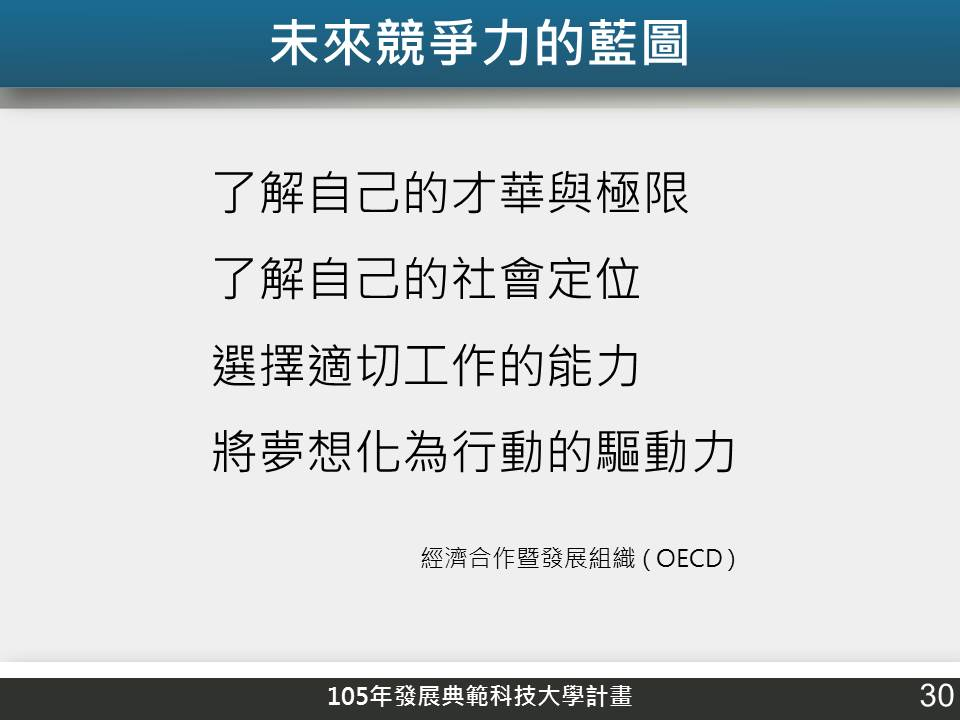 未來競爭力的藍圖
了解自己的才華與極限
了解自己的社會定位
選擇適切工作的能力
將夢想化為行動的驅動力
經濟合作暨發展組織 ( OECD )
105年發展典範科技大學計畫
30